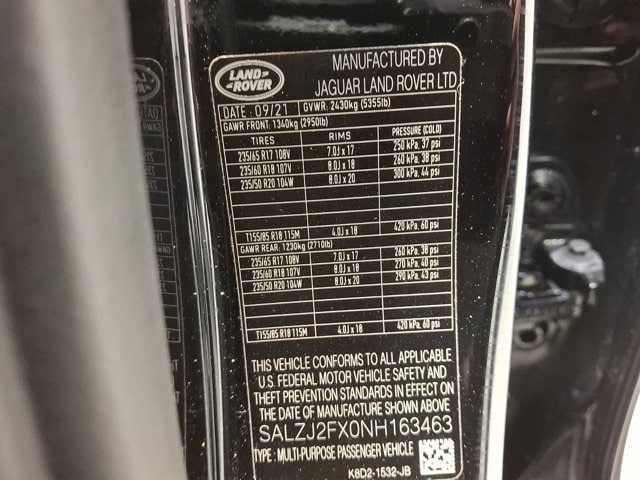 LAND-
-ROVER
MANUFACTURED BY
JAGUAR LAND ROVER LTD
DATE : 09/21 GVWR: 2430kg (5355lb)
GAWR FRONT: 1340kg (2950lb)
TIRES RIMS PRESSURE (COLD)
235/65 R17 108V 7.0J x 17 250 kPa, 37 psi
235/60 R18 107V 8.0J x 18 260 kPa, 38 psi
235/50 R20 104W 8.0J x 20 300 kPa, 44 psi
T155/85 R18 115M 4.0J x 18 420 kPa, 60 psi
GAWR REAR: 1230kg (2710lb)
235/65 R17 108V 7.0J x 17 260 kPa, 38 psi
235/60 R18 107V 8.0J x 18 270 kPa, 40 psi
235/50 R20 104W 8.0J x 20 290 kPa, 43 psi
T155/85 R18 115M 4.0J x 18 420 kPa, 60 psi
THIS VEHICLE CONFORMS TO ALL APPLICABLE
U.S. FEDERAL MOTOR VEHICLE SAFETY AND
THEFT PREVENTION STANDARDS IN EFFECT ON
THE DATE OF MANUFACTURE SHOWN ABOVE
SALZJ2FX0NH163463
TYPE : MULTI-PURPOSE PASSENGER VEHICLE
K8D2-1532-JB